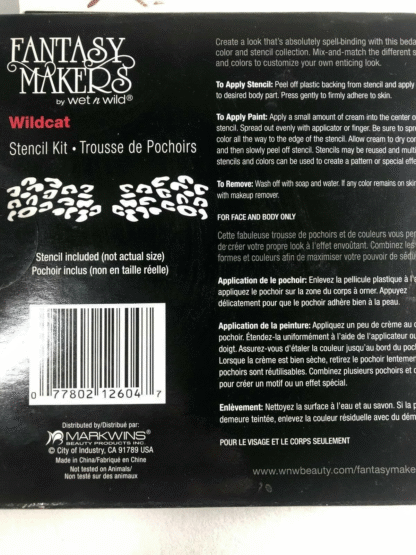 FANTASY
MAKERS
by wet n wild®
Wildcat
Stencil Kit • Trousse de Pochoirs
Stencil included (not actual size)
Pochoir inclus (non en taille réelle)
0 77802 12604 7
Distributed by/Distribué par:
MARKWINS®
BEAUTY PRODUCTS INC.
© City of Industry, CA 91789 USA
Made in China/Fabriqué en Chine
Not tested on Animals/
Non testé sur des animaux
Create a look that's absolutely spell-binding with this
color and stencil collection. Mix-and-match the different
and colors to customize your own enticing look.
To Apply Stencil: Peel off plastic backing from stencil and apply
to desired body part. Press gently to firmly adhere to skin.
To Apply Paint: Apply a small amount of cream into the center o
stencil. Spread out evenly with applicator or finger. Be sure to
color all the way to the edge of the stencil. Allow cream to dry
and then slowly peel off stencil. Stencils may be reused and
stencils and colors can be used to create a pattern or special
To Remove: Wash off with soap and water. If any color remains on
with makeup remover.
FOR FACE AND BODY ONLY
Cette fabuleuse trousse de pochoirs et de couleurs vous
de créer votre propre look à l'effet envoûtant. Combinez
formes et couleurs afin de maximiser votre pouvoir de
Application de le pochoir: Enlevez la pellicule plastique à
appliquez le pochoir sur la zone du corps à orner. Appuyez
délicatement pour que le pochoir adhère bien à la peau.
Application de la peinture: Appliquez un peu de crème au
pochoir. Étendez-la uniformément à l'aide de l'applicateur
doigt. Assurez-vous d'étaler la couleur jusqu'au bord du
Lorsque la crème est bien sèche, retirez le pochoir
pochoirs sont réutilisables. Combinez plusieurs pochoirs et
pour créer un motif ou un effet spécial.
Enlèvement: Nettoyez la surface à l'eau et au savon. Si la
demeure teintée, enlevez la couleur résiduelle avec du
POUR LE VISAGE ET LE CORPS SEULEMENT
www.wnwbeauty.com/fantasymake